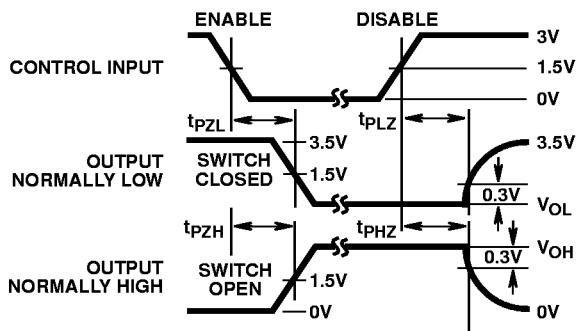 ENABLE DISABLE
CONTROL INPUT
3V
1.5V
0V
tPZL tPLZ
OUTPUT
NORMALLY LOW
SWITCH
CLOSED
3.5V
1.5V
3.5V
0.3V
VOL
tPZH tPHZ
OUTPUT
NORMALLY HIGH
SWITCH
OPEN
1.5V
0V
VOH
0.3V
0V